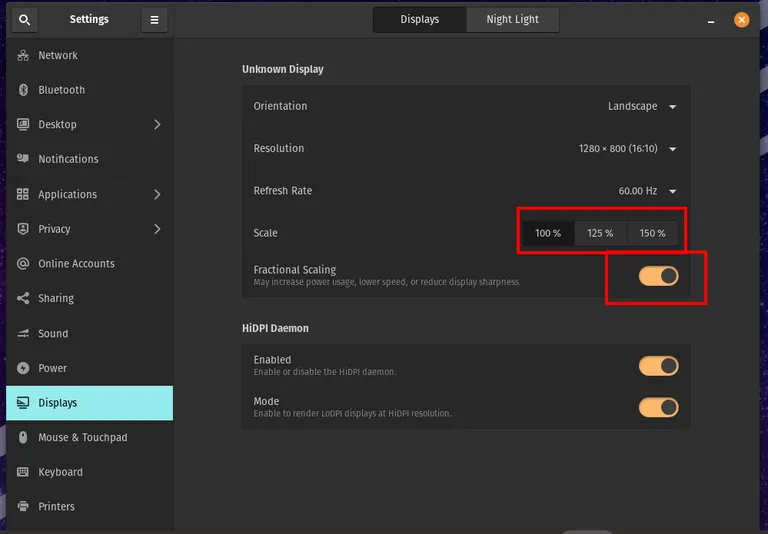 Settings
Displays
Night Light
Network
Bluetooth
Desktop
Notifications
Applications
Privacy
Online Accounts
Sharing
Sound
Power
Displays
Mouse & Touchpad
Keyboard
Printers
Unknown Display
Orientation
Landscape
Resolution
1280 × 800 (16:10)
Refresh Rate
60.00 Hz
Scale
100 %
125 %
150 %
Fractional Scaling
May increase power usage, lower speed, or reduce display sharpness.
HiDPI Daemon
Enabled
Enable or disable the HiDPI daemon.
Mode
Enable to render LoDPI displays at HiDPI resolution.